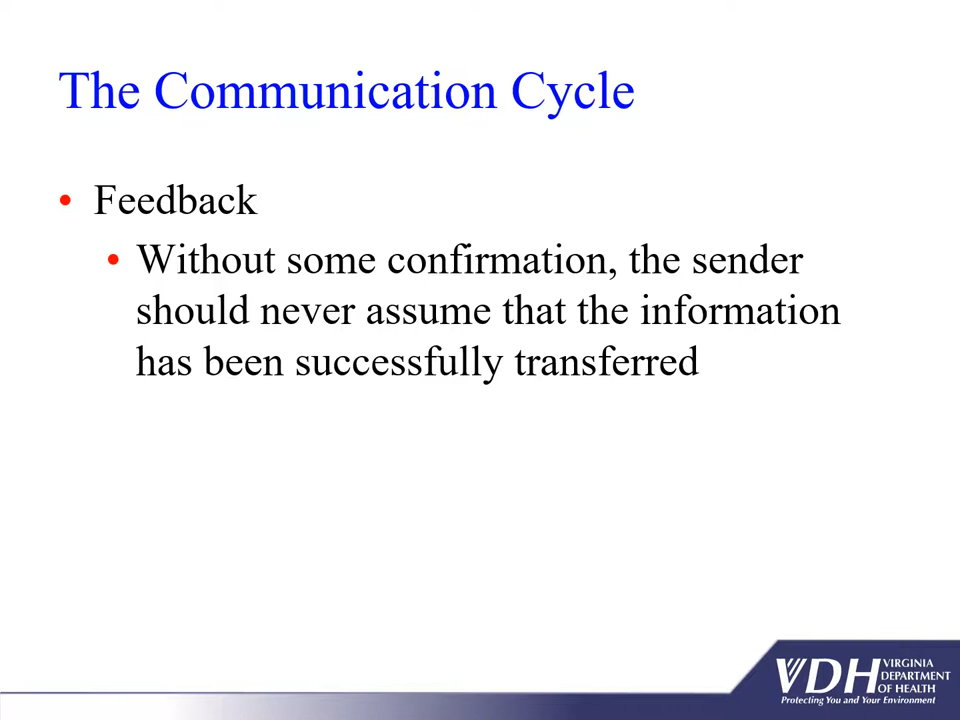 The Communication Cycle
• Feedback
• Without some confirmation, the sender
should never assume that the information
has been successfully transferred
VDH VIRGINIA
DEPARTMENT
OF HEALTH
Protecting You and Your Environment